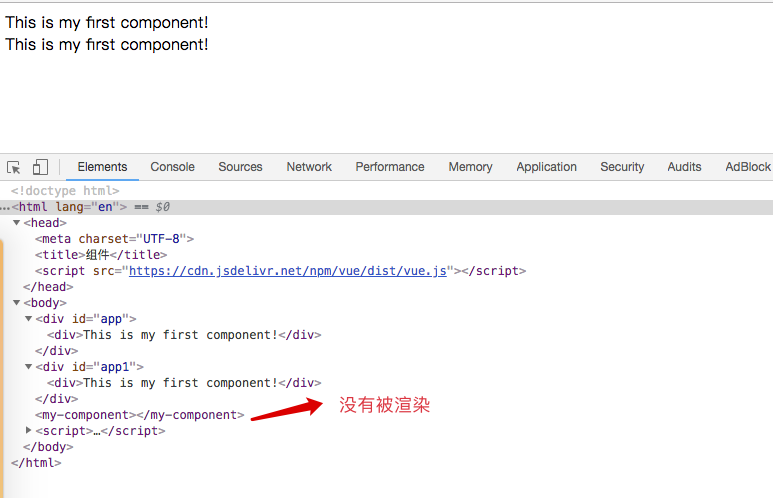 This is my first component!
This is my first component!
Elements Console Sources Network Performance Memory Application Security Audits AdBlock
<!doctype html>
…<html lang="en"> == $0
▼<head>
<meta charset="UTF-8">
<title>组件</title>
<script src="https://cdn.jsdelivr.net/npm/vue/dist/vue.js"></script>
</head>
▼<body>
▼<div id="app">
<div>This is my first component!</div>
</div>
▼<div id="app1">
<div>This is my first component!</div>
</div>
<my-component></my-component> 没有被渲染
▶<script>…</script>
</body>
</html>